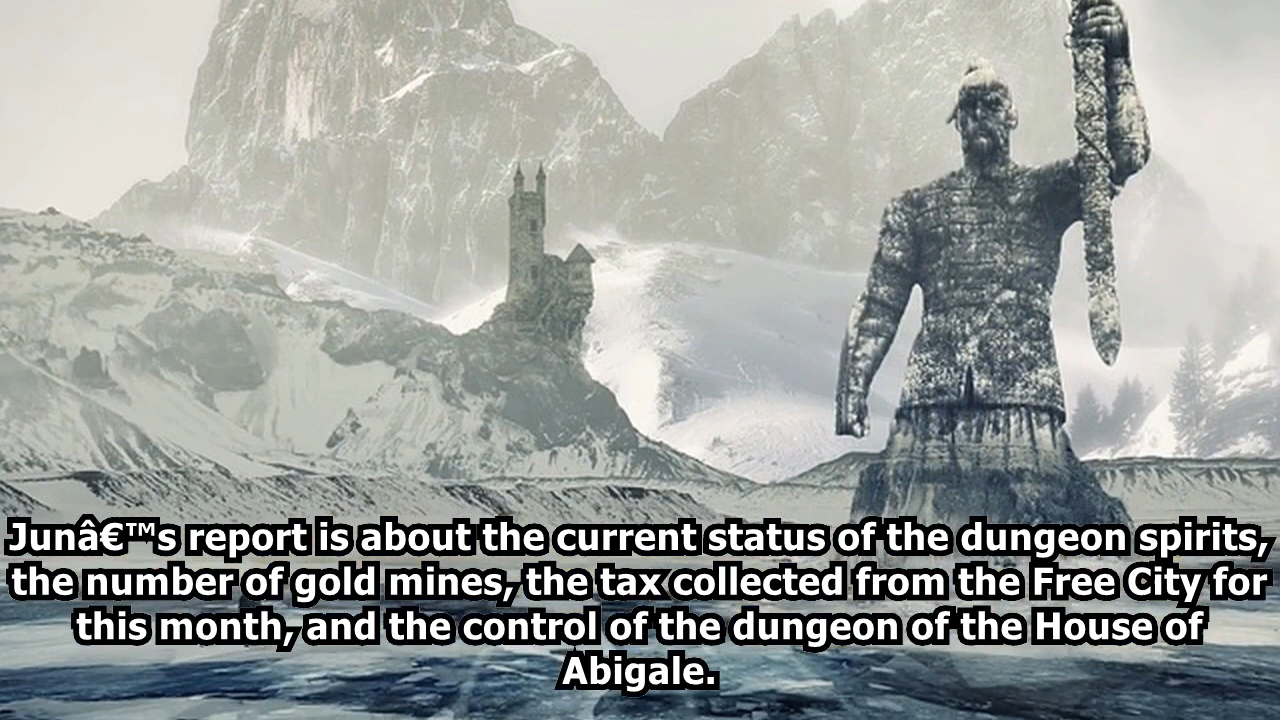 Junâ€™s report is about the current status of the dungeon spirits,
the number of gold mines, the tax collected from the Free City for
this month, and the control of the dungeon of the House of
Abigale.